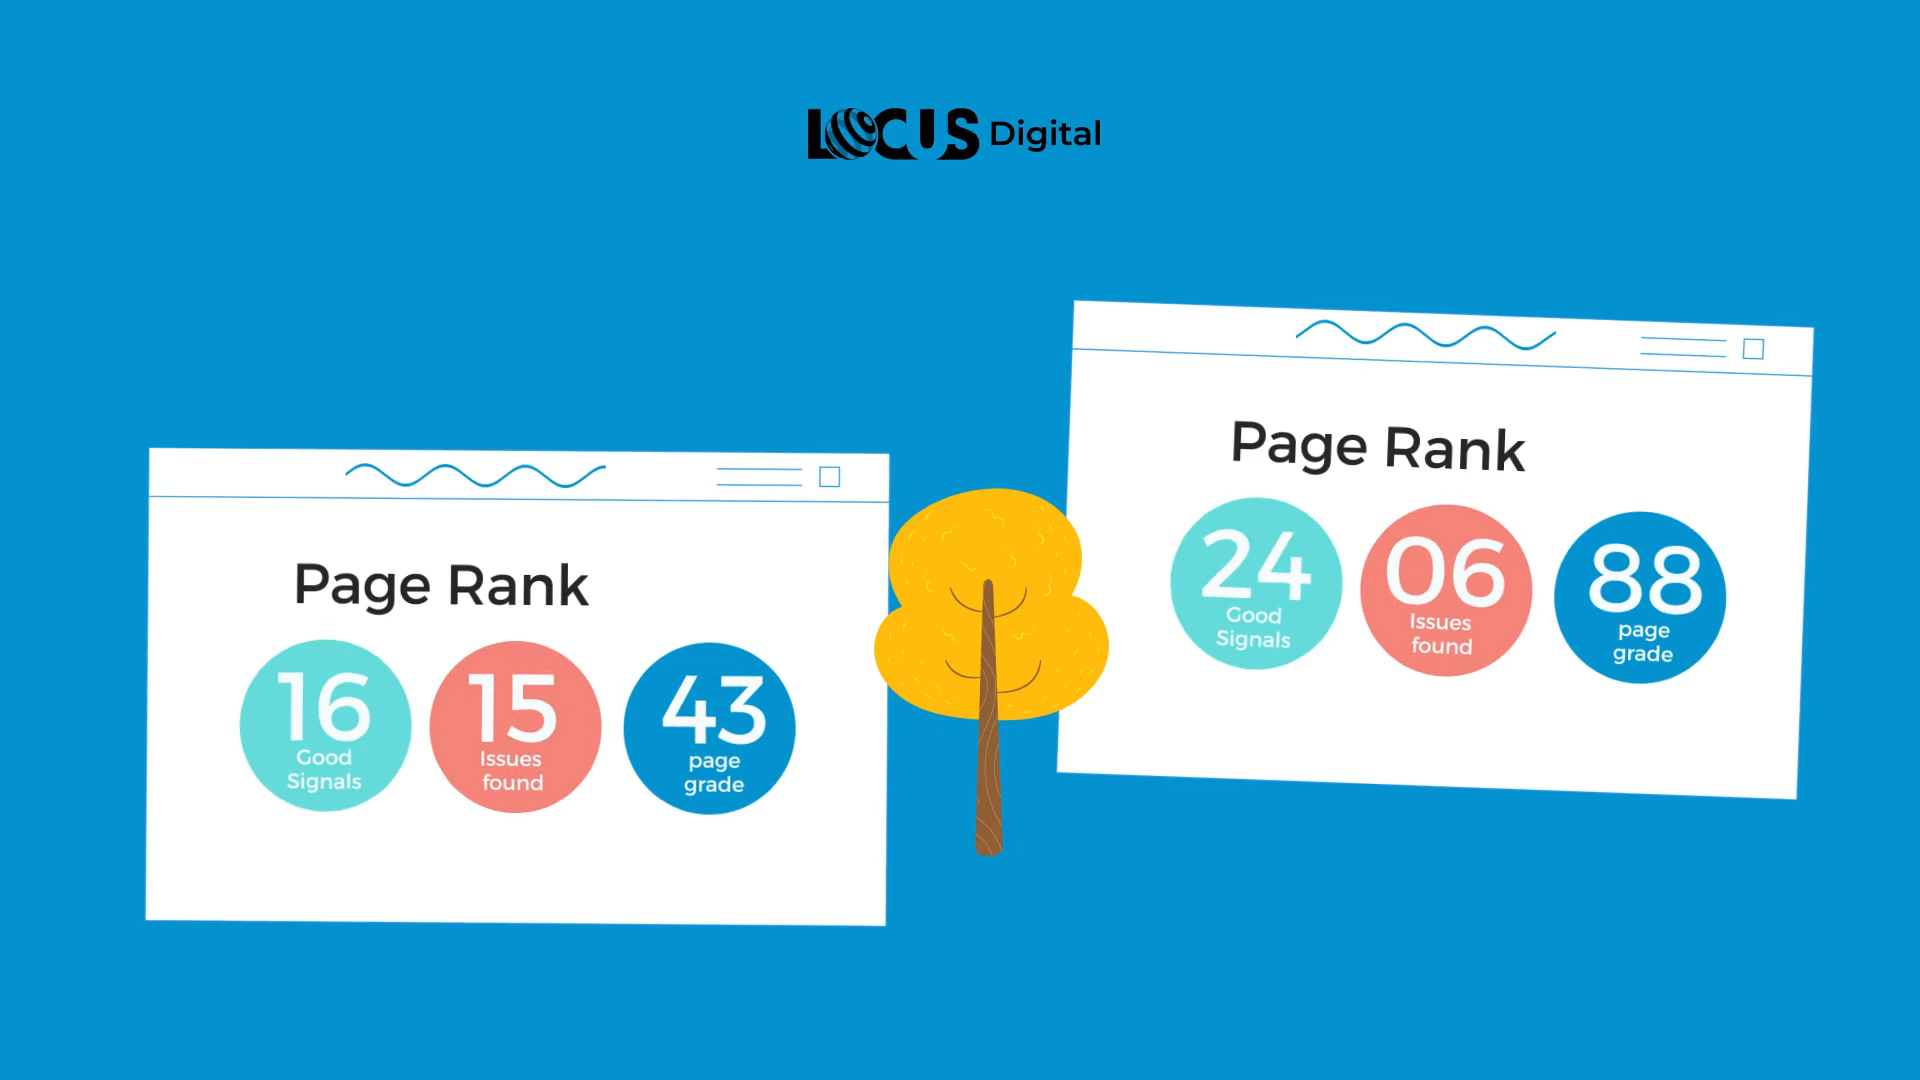 LOCUS Digital
Page Rank
16
Good
Signals
15
Issues
found
43
page
grade
Page Rank
24
Good
Signals
06
Issues
found
88
page
grade